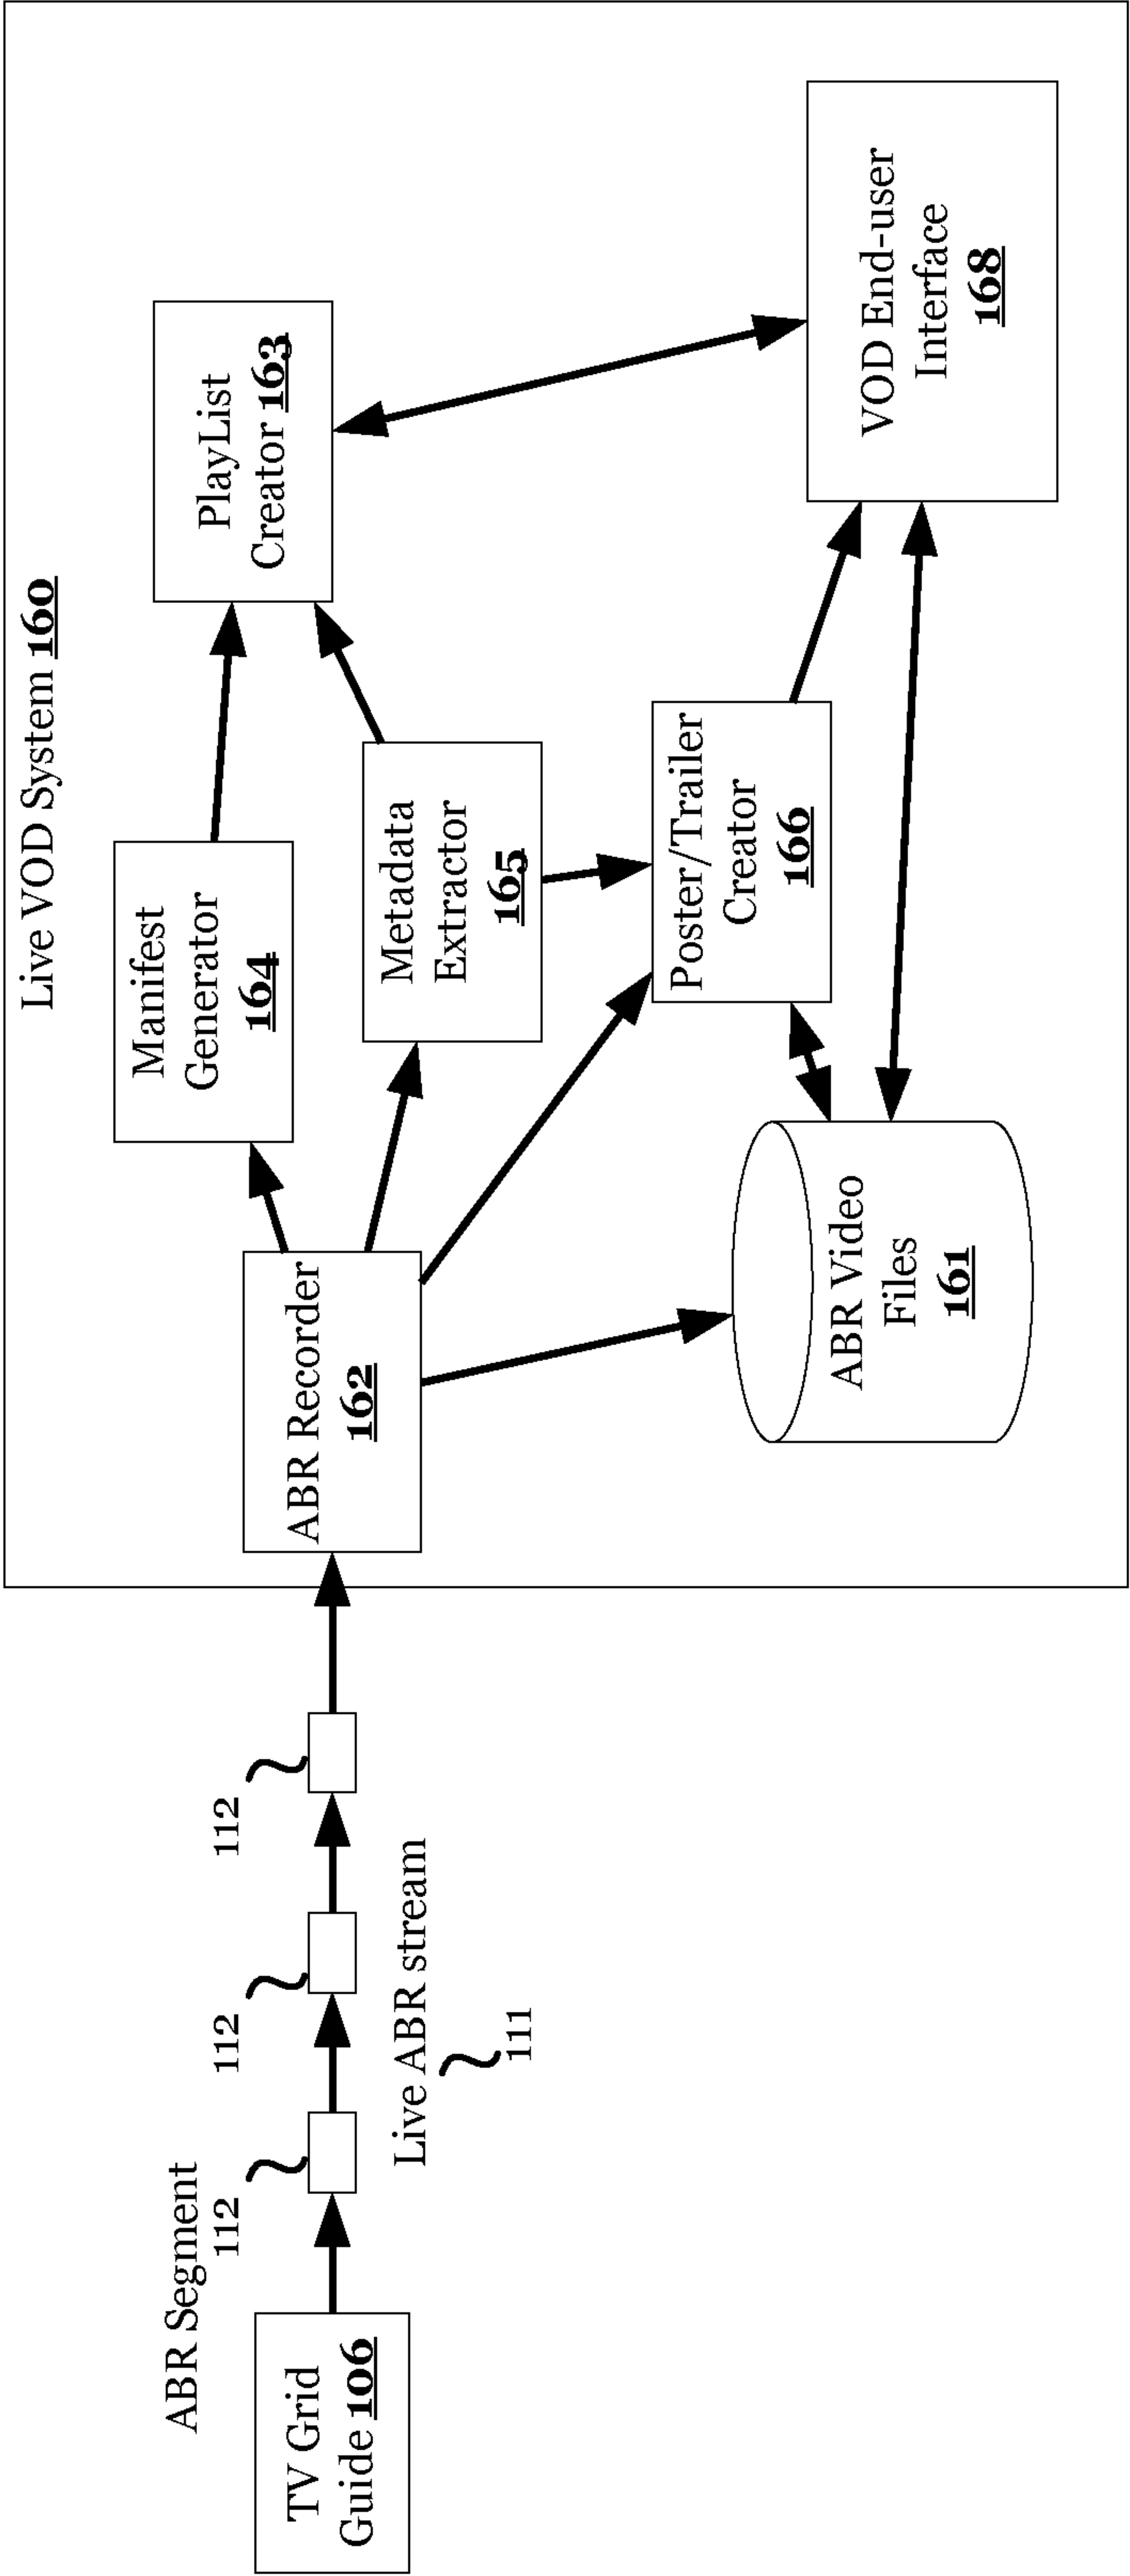 Live VOD System 160
Manifest
Generator
164
PlayList
Creator 163
ABR Segment
112
112
112
TV Grid
Guide 106
Live ABR stream
111
ABR Recorder
162
Metadata
Extractor
165
Poster/Trailer
Creator
166
ABR Video
Files
161
VOD End-user
Interface
168